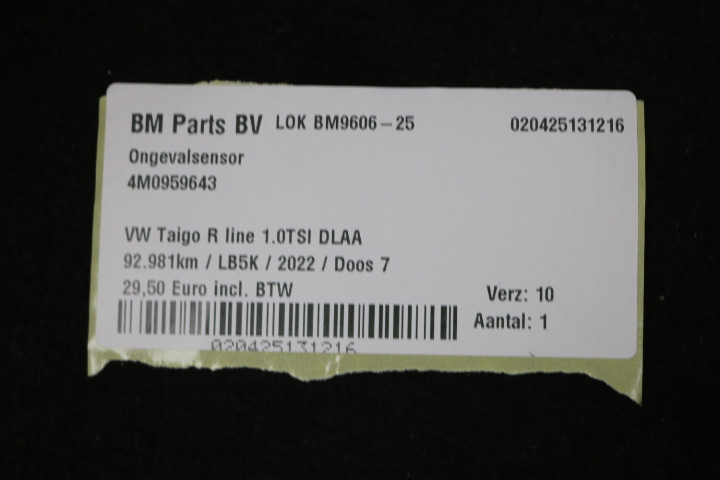 BM Parts BV LOK BM9606-25 020425131216
Ongevalsensor
4M0959643
VW Taigo R line 1.0TSI DLAA
92.981km / LB5K / 2022 / Doos 7
29,50 Euro incl. BTW Verz: 10
Aantal: 1
020425131216